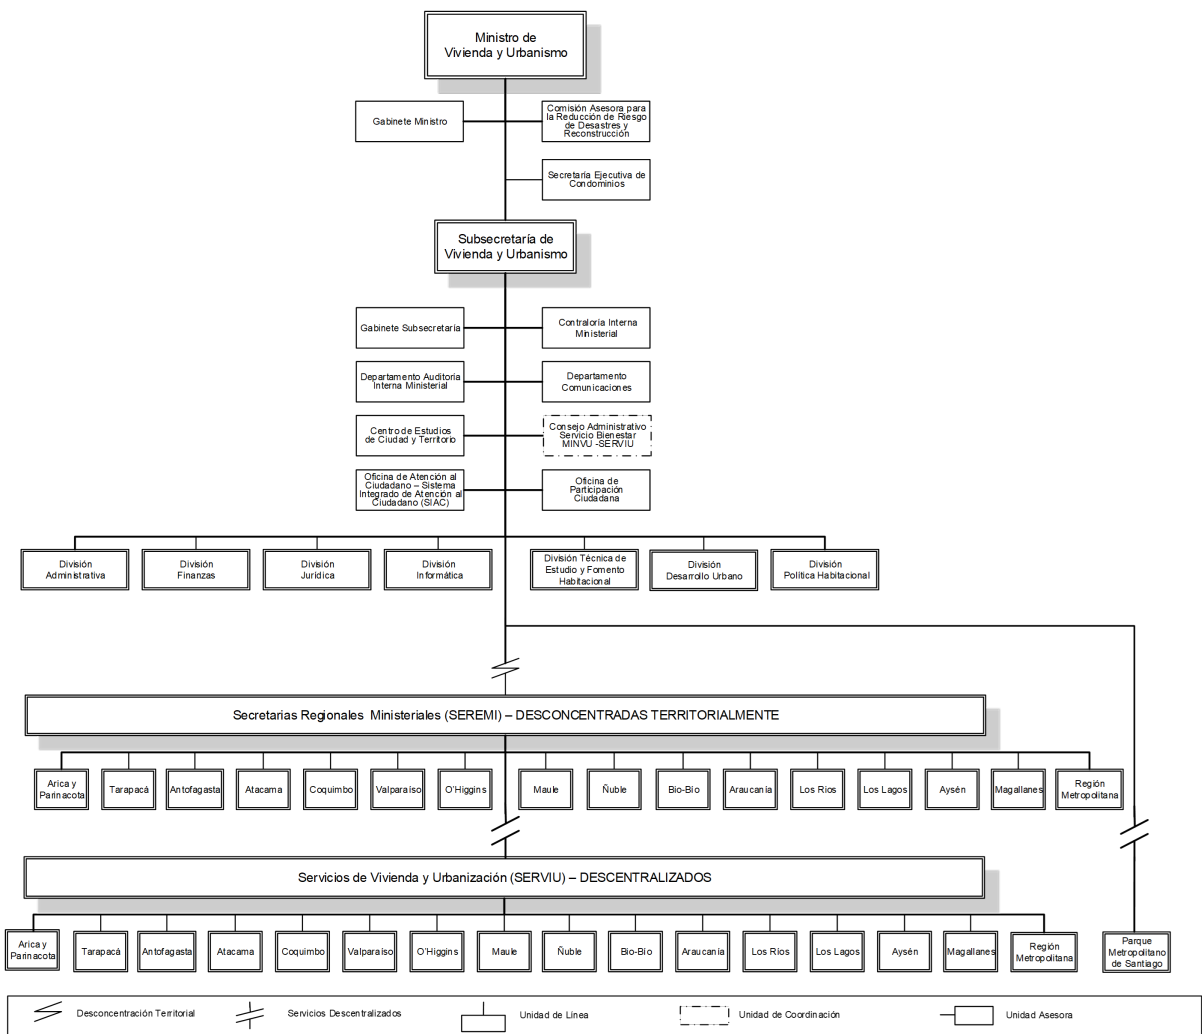 Ministro de
Vivienda y Urbanismo
Gabinete Ministro
Comisión Asesora para
la Reducción de Riesgo
de Desastres y
Reconstrucción
Secretaría Ejecutiva de
Condominios
Subsecretaría de
Vivienda y Urbanismo
Gabinete Subsecretaría
Contraloría Interna
Ministerial
Departamento Auditoría
Interna Ministerial
Departamento
Comunicaciones
Centro de Estudios
de Ciudad y Territorio
Consejo Administrativo
Servicio Bienestar
MINVU -SERVIU
Oficina de Atención al
Ciudadano – Sistema
Integrado de Atención al
Ciudadano (SIAC)
Oficina de
Participación
Ciudadana
División
Administrativa
División
Finanzas
División
Jurídica
División
Informática
División Técnica de
Estudio y Fomento
Habitacional
División
Desarrollo Urbano
División
Política Habitacional
Secretarias Regionales Ministeriales (SEREMI) – DESCONCENTRADAS TERRITORIALMENTE
Arica y
Parinacota
Tarapacá
Antofagasta
Atacama
Coquimbo
Valparaíso
O'Higgins
Maule
Ñuble
Bio-Bío
Araucanía
Los Rios
Los Lagos
Aysén
Magallanes
Región
Metropolitana
Servicios de Vivienda y Urbanización (SERVIU) – DESCENTRALIZADOS
Arica y
Parinacota
Tarapacá
Antofagasta
Atacama
Coquimbo
Valparaíso
O'Higgins
Maule
Ñuble
Bio-Bío
Araucanía
Los Ríos
Los Lagos
Aysén
Magallanes
Región
Metropolitana
Parque
Metropolitano
de Santiago
Desconcentración Territorial
Servicios Descentralizados
Unidad de Línea
Unidad de Coordinación
Unidad Asesora